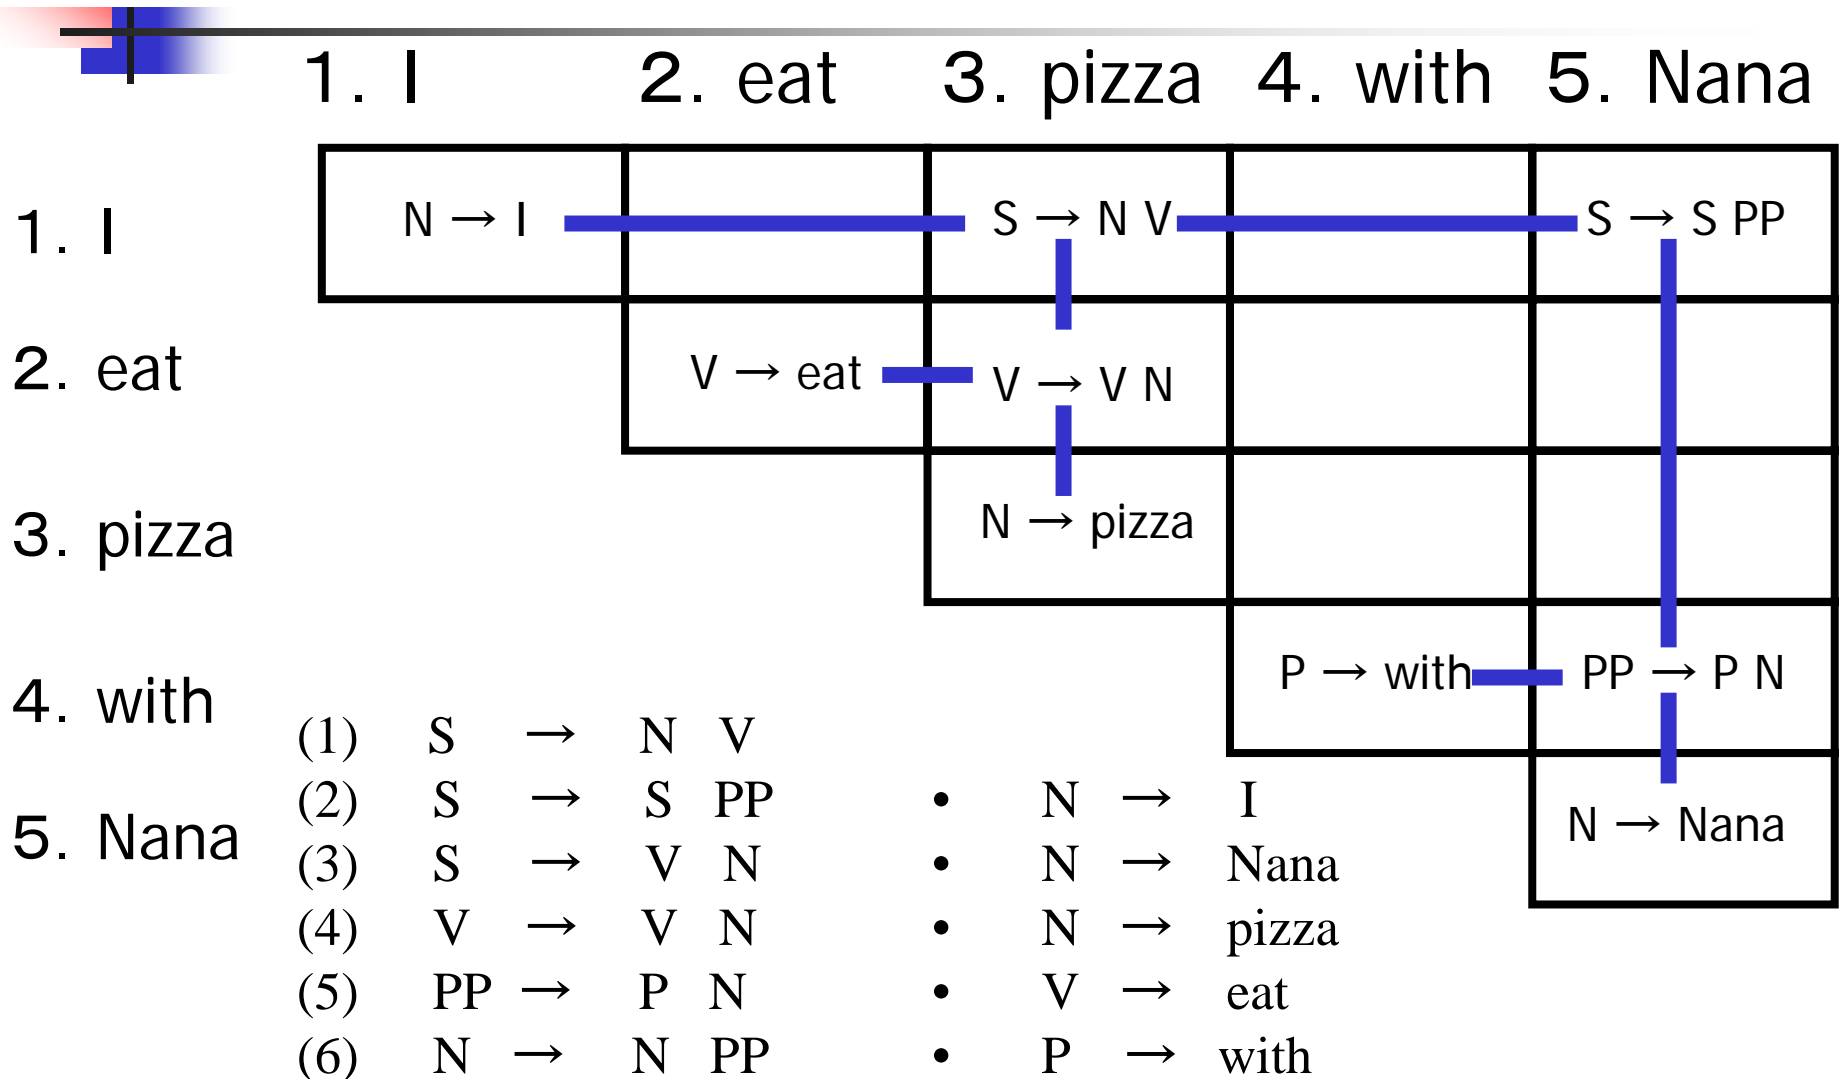 1. I 2. eat 3. pizza 4. with 5. Nana
1. I N → I S → N V S → S PP
2. eat V → eat V → V N
3. pizza N → pizza
4. with P → with PP → P N
5. Nana N → Nana
(1) S → N V
(2) S → S PP • N → I
(3) S → V N • N → Nana
(4) V → V N • N → pizza
(5) PP → P N • V → eat
(6) N → N PP • P → with